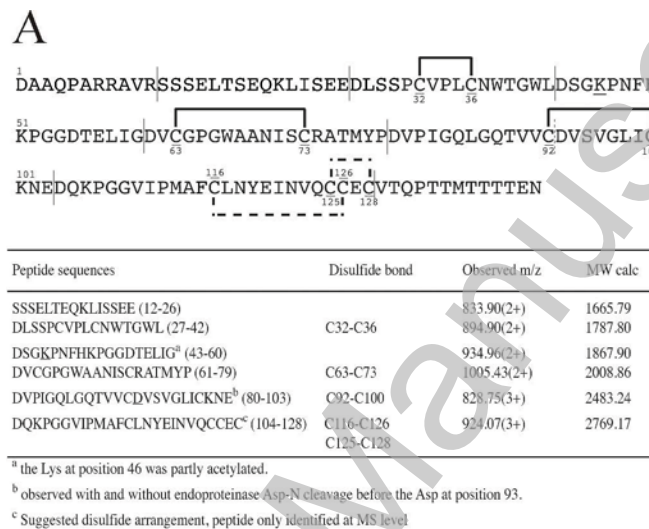 A
1
DAAQPARRAVRSSSELTSEQKLISEEDLSSPCVPLCNWTGWLDSGKPNF
32 36
51
KPGGDTELIGDVCGPGWAANISCRATMYPDVPIGQLGQTVVCDVSVGLI
63 73 92
101 116 126
KNEDQKPGGVIPMAFCLNYEINVQCCECVTQPTTMTTTTEN
125 128
Peptide sequences Disulfide bond Observed m/z MW calc
SSSELTEQKLISSEE (12-26) 833.90(2+) 1665.79
DLSSPCVPLCNWTGWL (27-42) C32-C36 894.90(2+) 1787.80
DSGKPNFHKPGGDTELIGa (43-60) 934.96(2+) 1867.90
DVCGPGWAANISCRATMYP (61-79) C63-C73 1005.43(2+) 2008.86
DVPIGQLGQTVVCDVSVGLICKNEb (80-103) C92-C100 828.75(3+) 2483.24
DQKPGGVIPMAFCLNYEINVQCCECc (104-128) C116-C126 924.07(3+) 2769.17
C125-C128
a the Lys at position 46 was partly acetylated.
b observed with and without endoproteinase Asp-N cleavage before the Asp at position 93.
c Suggested disulfide arrangement, peptide only identified at MS level
Manus